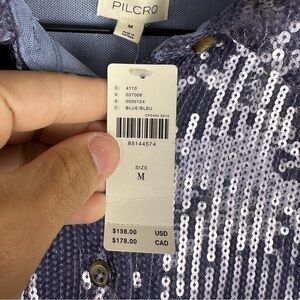 PILCRO
M
D: 4110
V: 037006
S: 0000124
C: BLUE/BLEU
85144574
SIZE
M
$158.00 USD
$178.00 CAD